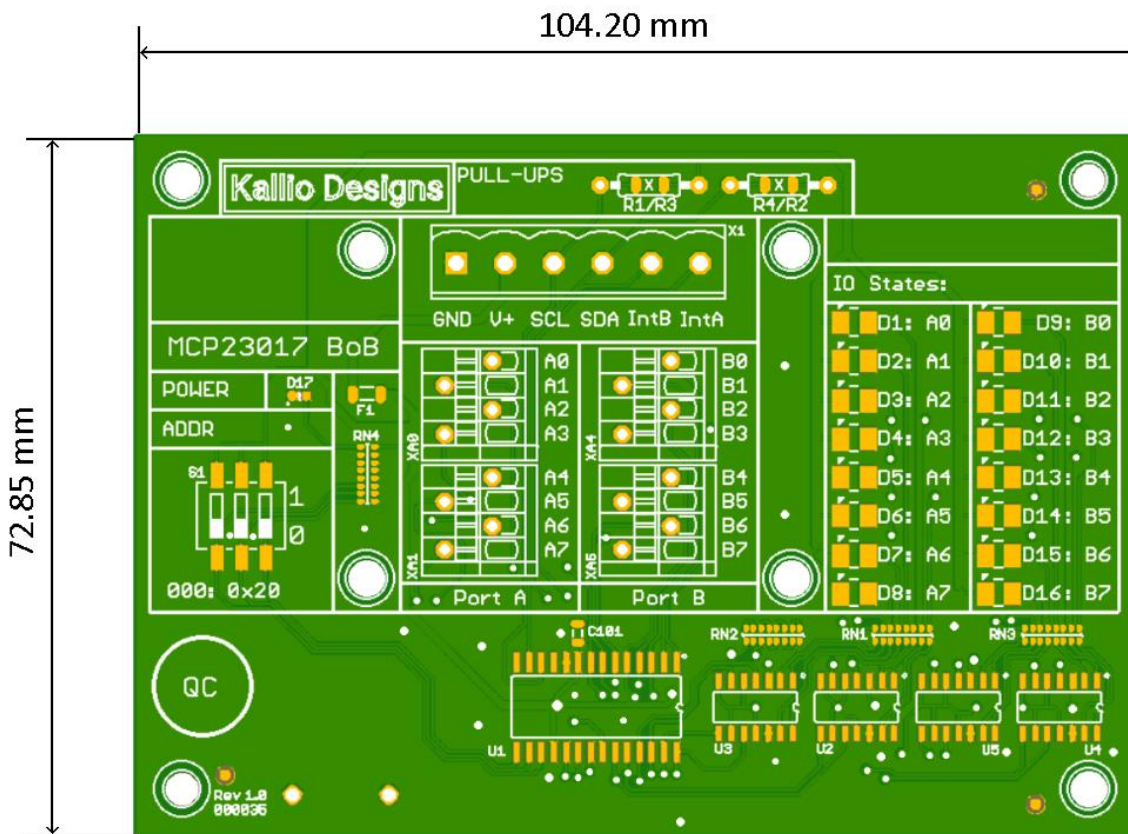 104.20 mm
72.85 mm
Kallio Designs
PULL-UPS
R1/R3
R4/R2
X1
GND V+ SCL SDA IntB IntA
MCP23017 BoB
POWER
D17
F1
ADDR
RN4
S1
1
0
000: 0x20
A0
A1
A2
A3
XA0
A4
A5
A6
A7
XA1
Port A
B0
B1
B2
B3
XA4
B4
B5
B6
B7
Port B
IO States:
D1: A0
D2: A1
D3: A2
D4: A3
D5: A4
D6: A5
D7: A6
D8: A7
D9: B0
D10: B1
D11: B2
D12: B3
D13: B4
D14: B5
D15: B6
D16: B7
C101
RN2
RN1
RN3
QC
U1
U3
U2
U5
U4
Rev 1.0
000035